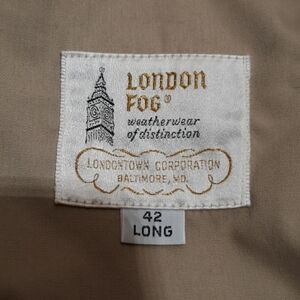 LONDON
FOG®
weatherwear
of distinction
LONDONTOWN CORPORATION
BALTIMORE, MD.
42
LONG